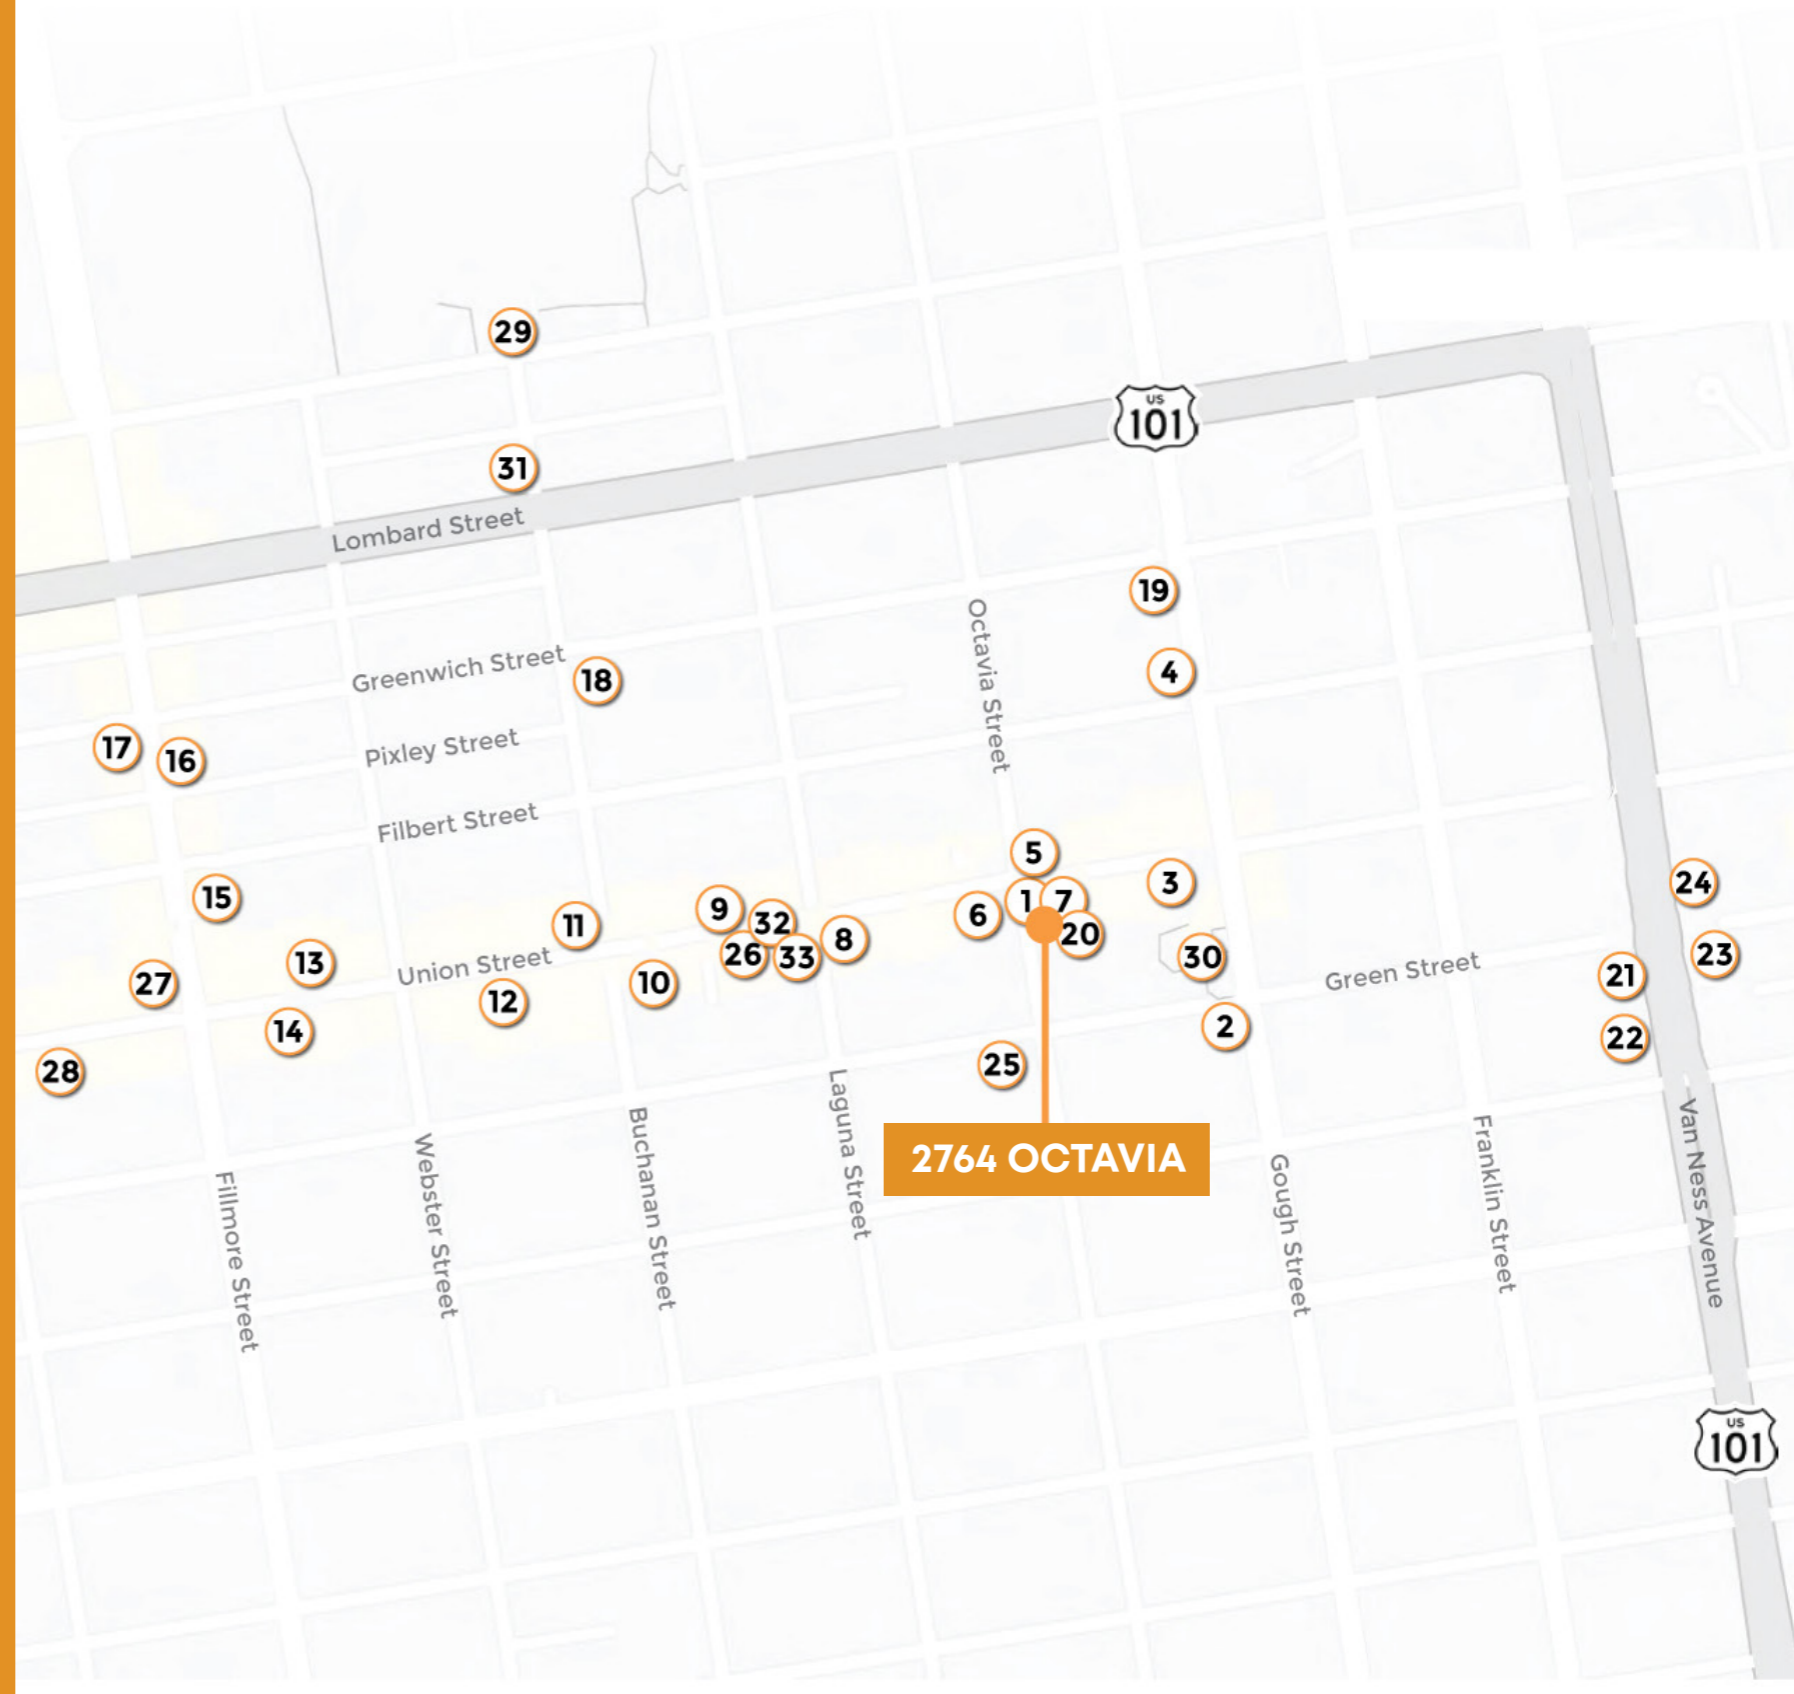 29
US
101
31
Lombard Street
19
Octavia Street
Greenwich Street
18
4
17
16
Pixley Street
Filbert Street
5
15
9
11
32
8
6
1
7
20
3
24
13
27
Union Street
26
33
10
12
30
Green Street
21
23
14
2
22
28
25
2764 OCTAVIA
Fillmore Street
Webster Street
Buchanan Street
Laguna Street
Gough Street
Franklin Street
Van Ness Avenue
US
101